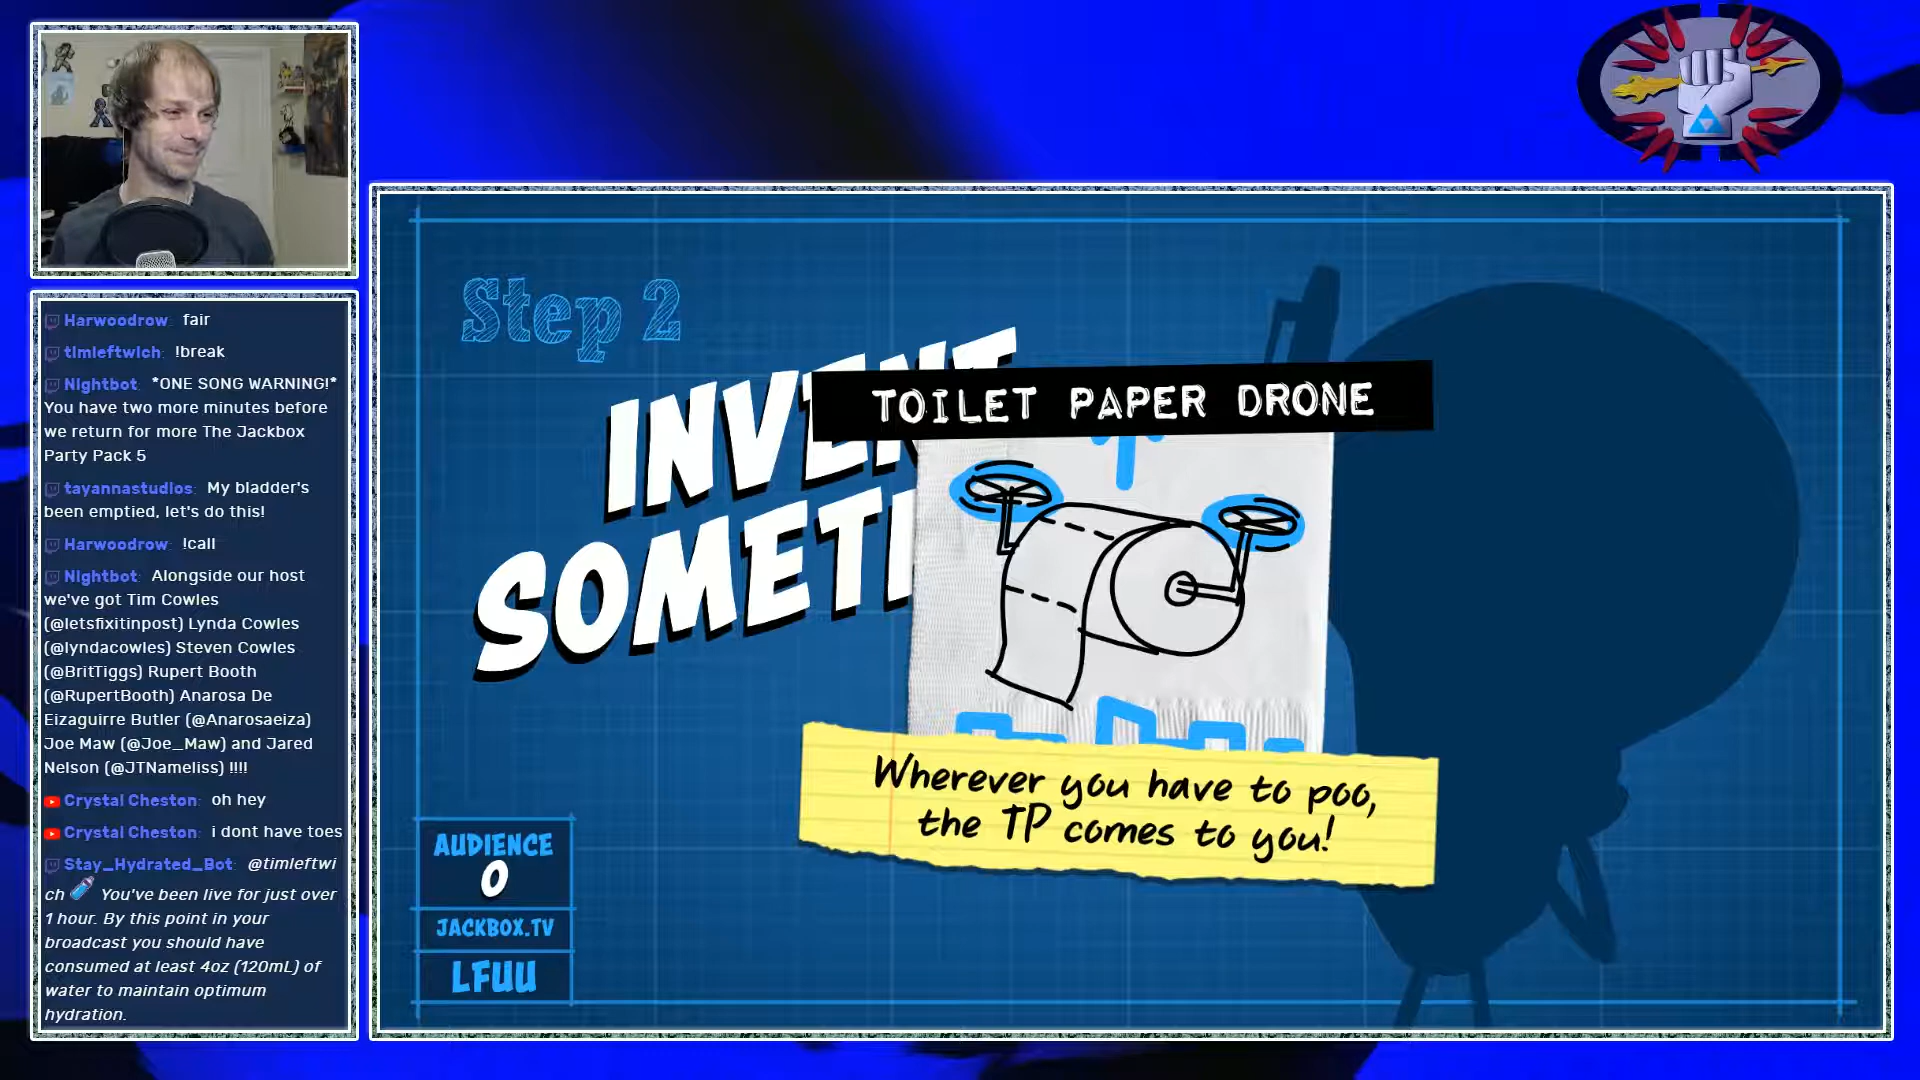 Harwoodrow: fair
timleftwich: !break
Nightbot: *ONE SONG WARNING!*
You have two more minutes before
we return for more The Jackbox
Party Pack 5
tayannastudios: My bladder's
been emptied, let's do this!
Harwoodrow: !call
Nightbot: Alongside our host
we've got Tim Cowles
(@letsfixitinpost) Lynda Cowles
(@lyndacowles) Steven Cowles
(@BritTiggs) Rupert Booth
(@RupertBooth) Anarosa De
Eizaguirre Butler (@Anarosaeiza)
Joe Maw (@Joe_Maw) and Jared
Nelson (@JTNameliss) !!!!
Crystal Cheston: oh hey
Crystal Cheston: i dont have toes
Stay_Hydrated_Bot: @timleftwi
ch You've been live for just over
1 hour. By this point in your
broadcast you should have
consumed at least 4oz (120mL) of
water to maintain optimum
hydration.
Step 2
INVENT
SOMETI
TOILET PAPER DRONE
Wherever you have to poo,
the TP comes to you!
AUDIENCE
0
JACKBOX.TV
LFUU